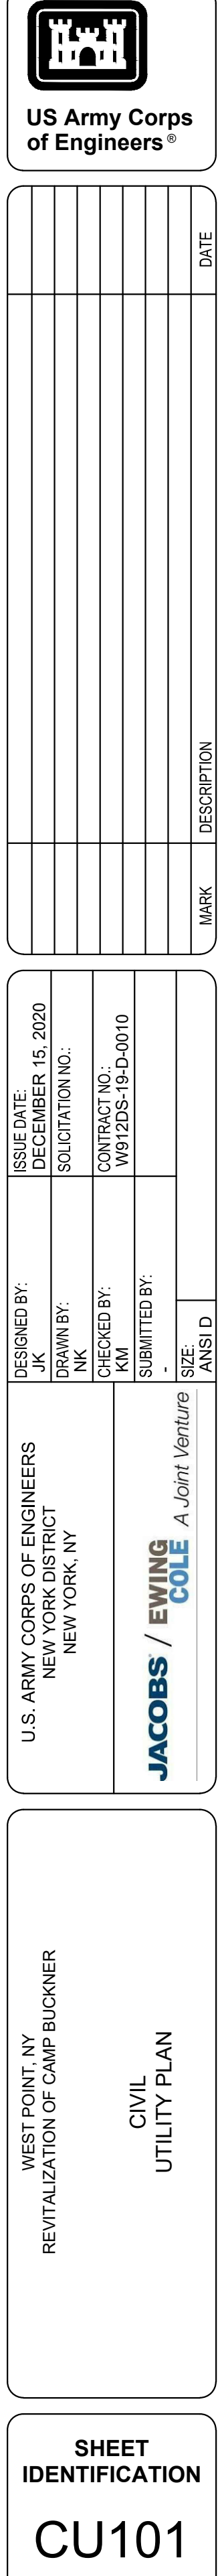 US Army Corps
of Engineers ®
DATE
DESCRIPTION
MARK
ISSUE DATE:
DECEMBER 15, 2020
SOLICITATION NO.:
CONTRACT NO.:
W912DS-19-D-0010
DESIGNED BY:
JK
DRAWN BY:
NK
CHECKED BY:
KM
SUBMITTED BY:
-
SIZE:
ANSI D
U.S. ARMY CORPS OF ENGINEERS
NEW YORK DISTRICT
NEW YORK, NY
JACOBS / EWING COLE A Joint Venture
WEST POINT, NY
REVITALIZATION OF CAMP BUCKNER
CIVIL
UTILITY PLAN
SHEET
IDENTIFICATION
CU101